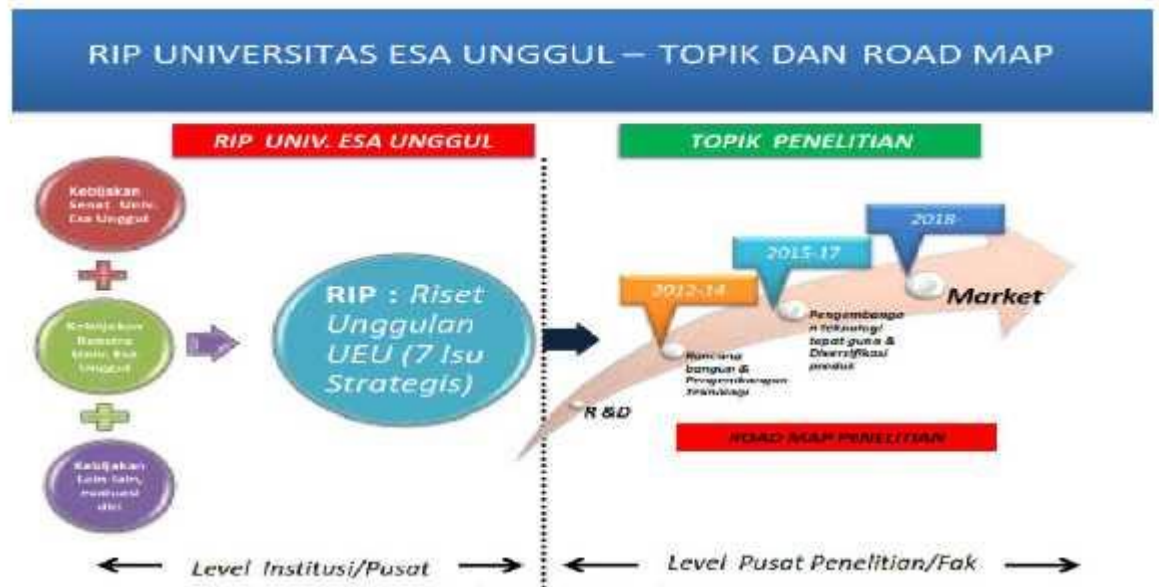 RIP UNIVERSITAS ESA UNGGUL – TOPIK DAN ROAD MAP
RIP UNIV. ESA UNGGUL
TOPIK PENELITIAN
Kebijakan
Senat Univ.
Esa Unggul
Kebijakan
Renstra
Univ. Esa
Unggul
Kebijakan
Lain-lain,
evaluasi
diri
RIP : Riset
Unggulan
UEU (7 Isu
Strategis)
2012-14
2015-17
2018-
R &D
Rancang
bangun &
Pengembangan
Teknologi
Pengembanga
n teknologi
tepat guna &
Diversifikasi
produk
Market
ROAD MAP PENELITIAN
Level Institusi/Pusat
Level Pusat Penelitian/Fak